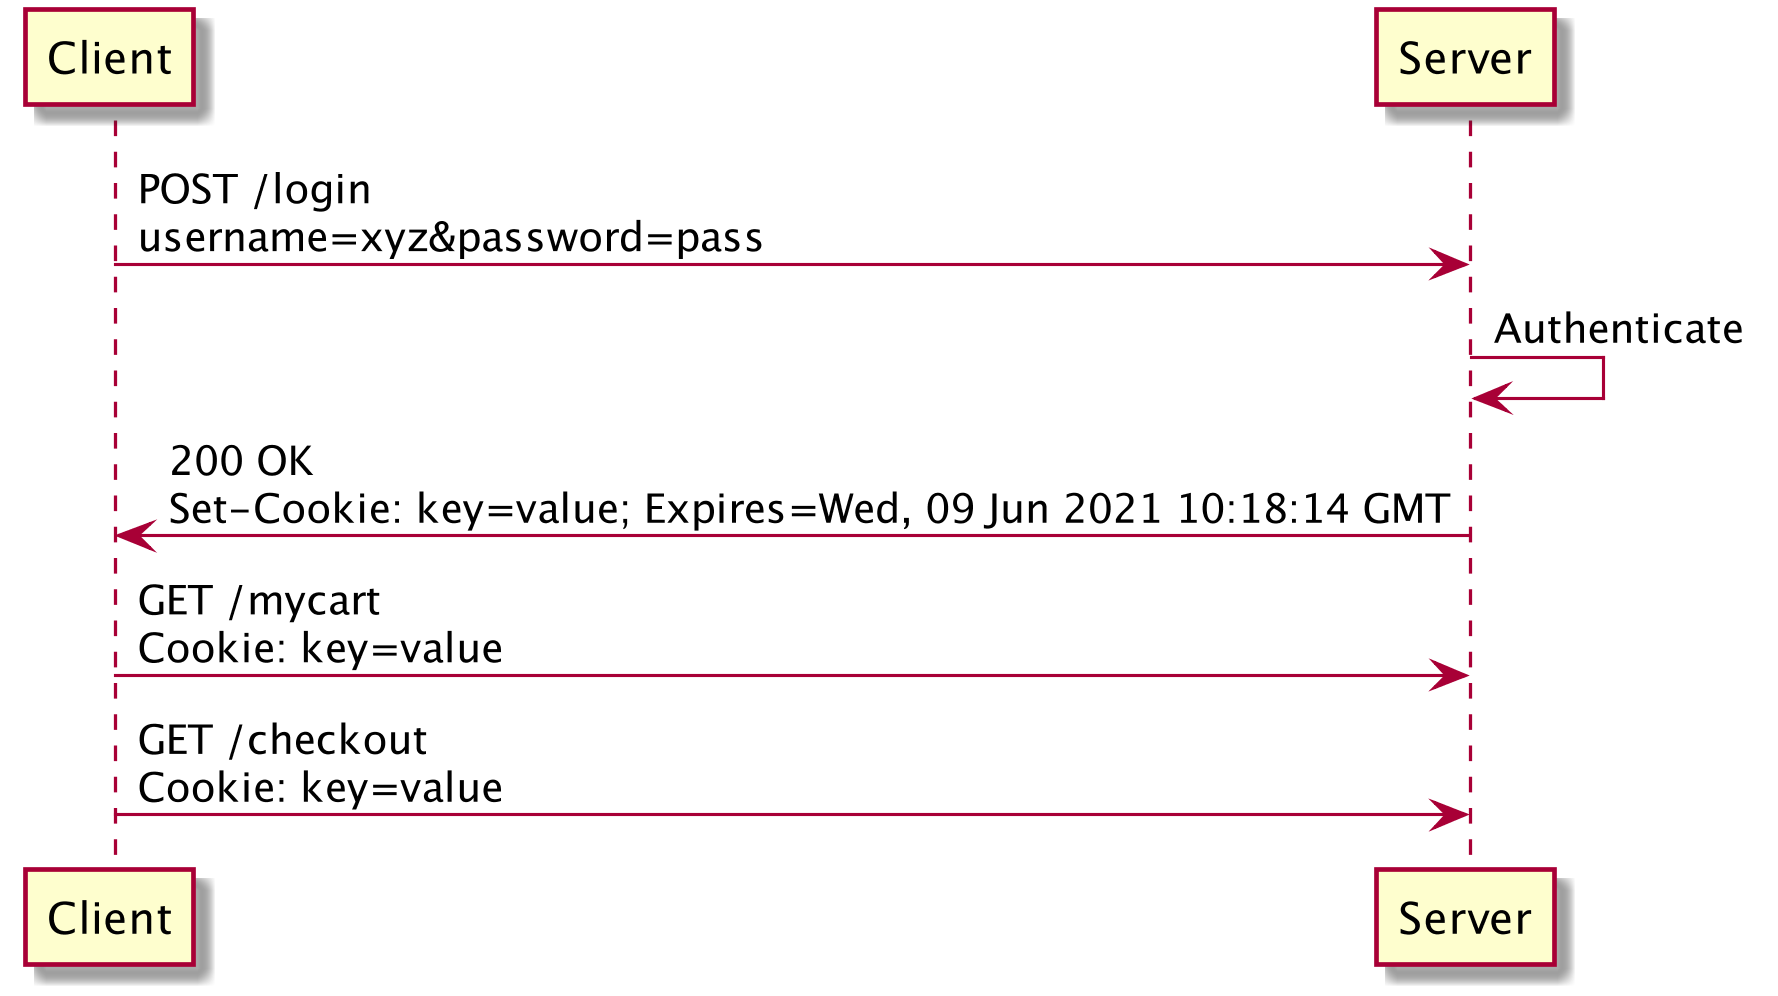 Client
Server
POST /login
username=xyz&password=pass
Authenticate
200 OK
Set-Cookie: key=value; Expires=Wed, 09 Jun 2021 10:18:14 GMT
GET /mycart
Cookie: key=value
GET /checkout
Cookie: key=value
Client
Server